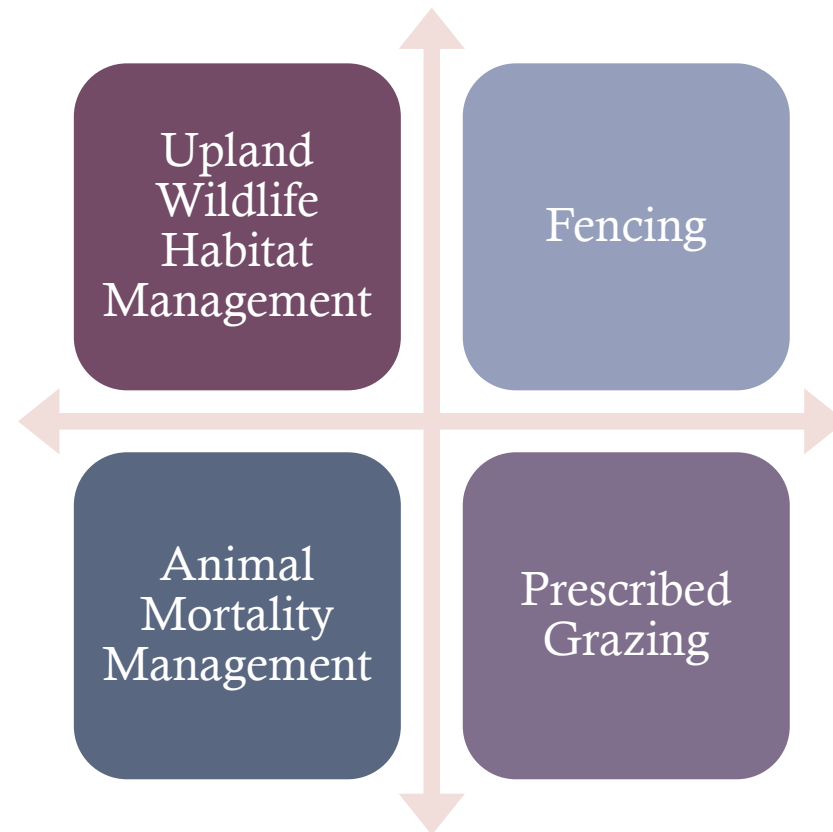 Upland
Wildlife
Habitat
Management
Fencing
Animal
Mortality
Management
Prescribed
Grazing